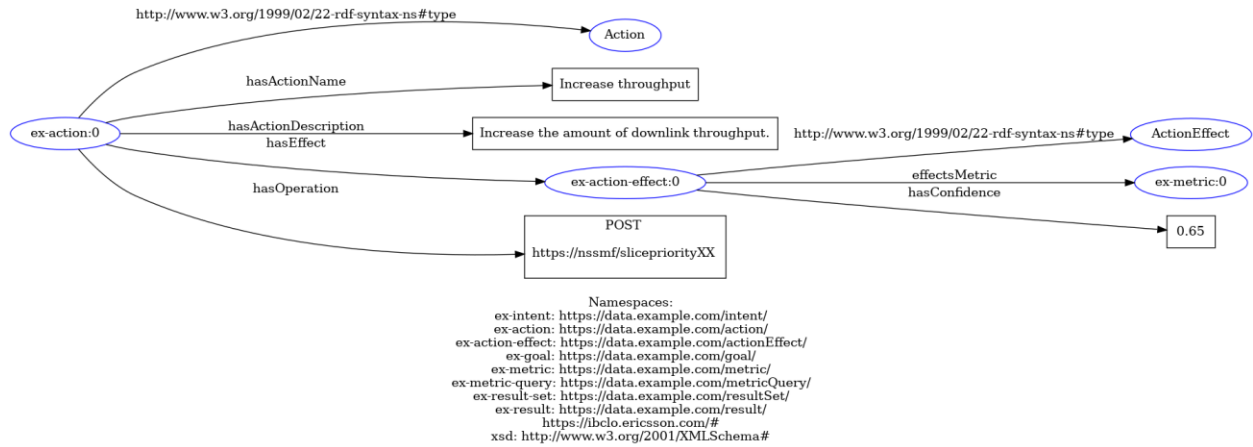 http://www.w3.org/1999/02/22-rdf-syntax-ns#type
Action
hasActionName
Increase throughput
ex-action:0
hasActionDescription
Increase the amount of downlink throughput.
hasEffect
http://www.w3.org/1999/02/22-rdf-syntax-ns#type
ActionEffect
ex-action-effect:0
effectsMetric
ex-metric:0
hasConfidence
0.65
hasOperation
POST
https://nssmf/slicepriorityXX
Namespaces:
ex-intent: https://data.example.com/intent/
ex-action: https://data.example.com/action/
ex-action-effect: https://data.example.com/actionEffect/
ex-goal: https://data.example.com/goal/
ex-metric: https://data.example.com/metric/
ex-metric-query: https://data.example.com/metricQuery/
ex-result-set: https://data.example.com/resultSet/
ex-result: https://data.example.com/result/
https://ibclo.ericsson.com/#
xsd: http://www.w3.org/2001/XMLSchema#